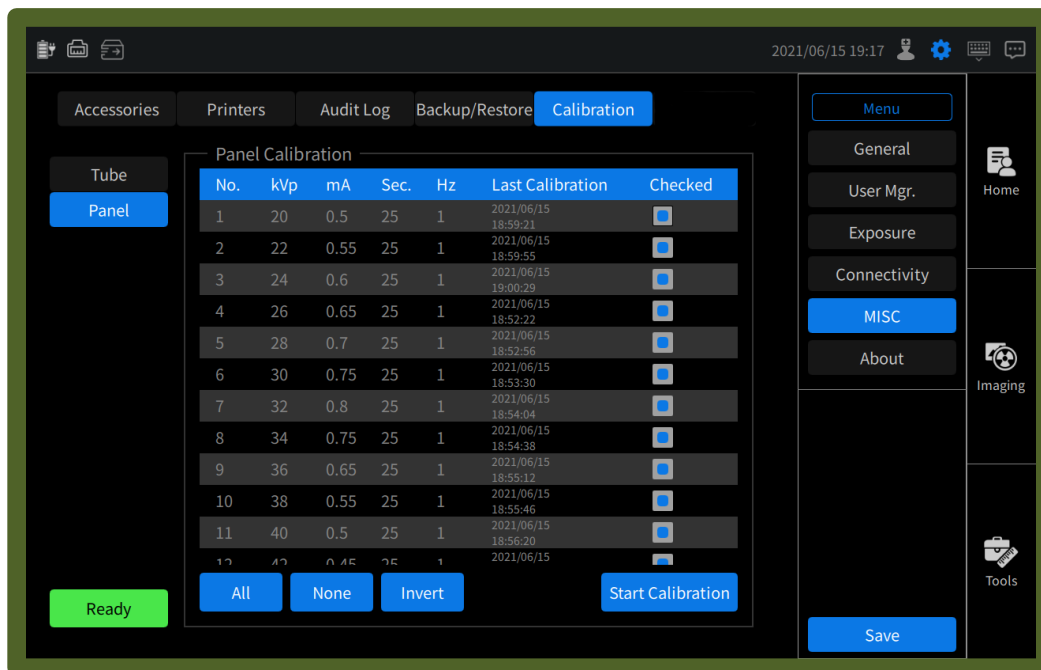 2021/06/15 19:17
Accessories Printers Audit Log Backup/Restore Calibration
Menu
General
User Mgr.
Exposure
Connectivity
MISC
About
Save
Home
Imaging
Tools
Tube
Panel
Ready
Panel Calibration
No. kVp mA Sec. Hz Last Calibration Checked
1 20 0.5 25 1 2021/06/15
18:59:21
2 22 0.55 25 1 2021/06/15
18:59:55
3 24 0.6 25 1 2021/06/15
19:00:29
4 26 0.65 25 1 2021/06/15
18:52:22
5 28 0.7 25 1 2021/06/15
18:52:56
6 30 0.75 25 1 2021/06/15
18:53:30
7 32 0.8 25 1 2021/06/15
18:54:04
8 34 0.75 25 1 2021/06/15
18:54:38
9 36 0.65 25 1 2021/06/15
18:55:12
10 38 0.55 25 1 2021/06/15
18:55:46
11 40 0.5 25 1 2021/06/15
18:56:20
12 42 0.45 25 1 2021/06/15
All None Invert Start Calibration